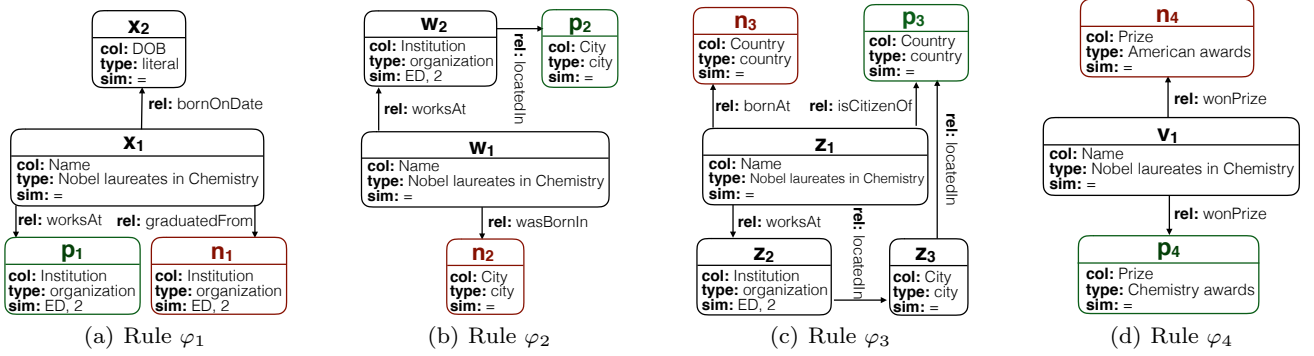 x2
col: DOB
type: literal
sim: =
rel: bornOnDate
x1
col: Name
type: Nobel laureates in Chemistry
sim: =
rel: worksAt
rel: graduatedFrom
p1
col: Institution
type: organization
sim: ED, 2
n1
col: Institution
type: organization
sim: ED, 2
(a) Rule φ1
w2
col: Institution
type: organization
sim: ED, 2
rel: locatedIn
p2
col: City
type: city
sim: =
rel: worksAt
w1
col: Name
type: Nobel laureates in Chemistry
sim: =
rel: wasBornIn
n2
col: City
type: city
sim: =
(b) Rule φ2
n3
col: Country
type: country
sim: =
p3
col: Country
type: country
sim: =
rel: bornAt
rel: isCitizenOf
rel: locatedIn
z1
col: Name
type: Nobel laureates in Chemistry
sim: =
rel: worksAt
rel: locatedIn
z2
col: Institution
type: organization
sim: ED, 2
z3
col: City
type: city
sim: =
(c) Rule φ3
n4
col: Prize
type: American awards
sim: =
rel: wonPrize
v1
col: Name
type: Nobel laureates in Chemistry
sim: =
rel: wonPrize
p4
col: Prize
type: Chemistry awards
sim: =
(d) Rule φ4